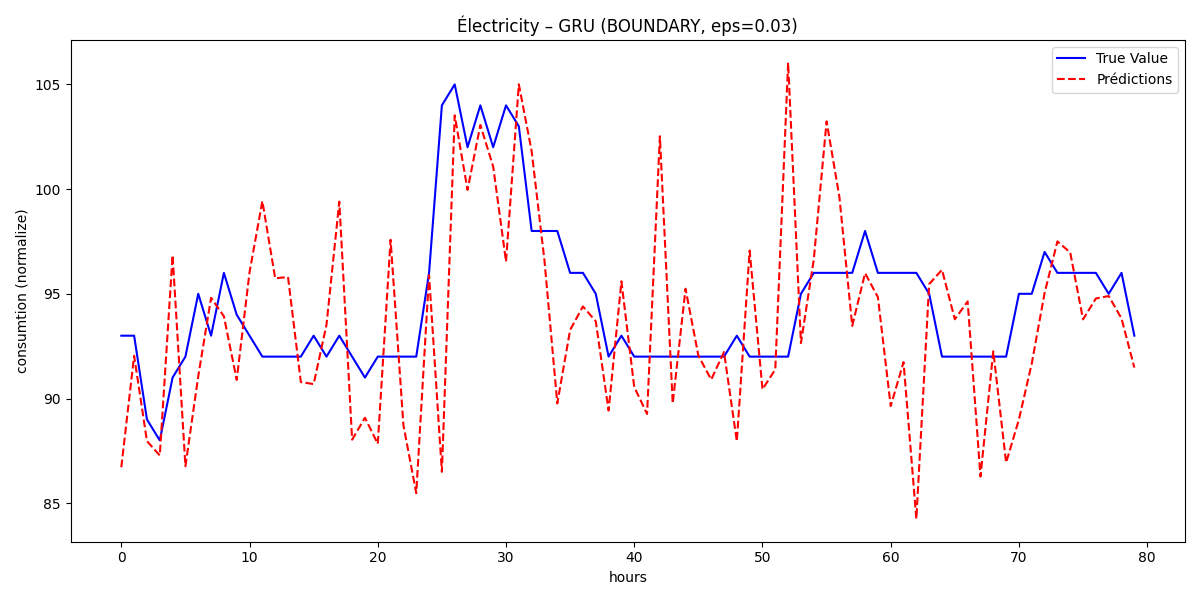 Électricity – GRU (BOUNDARY, eps=0.03)
True Value
Prédictions
consumtion (normalize)
105
100
95
90
85
0 10 20 30 40 50 60 70 80
hours